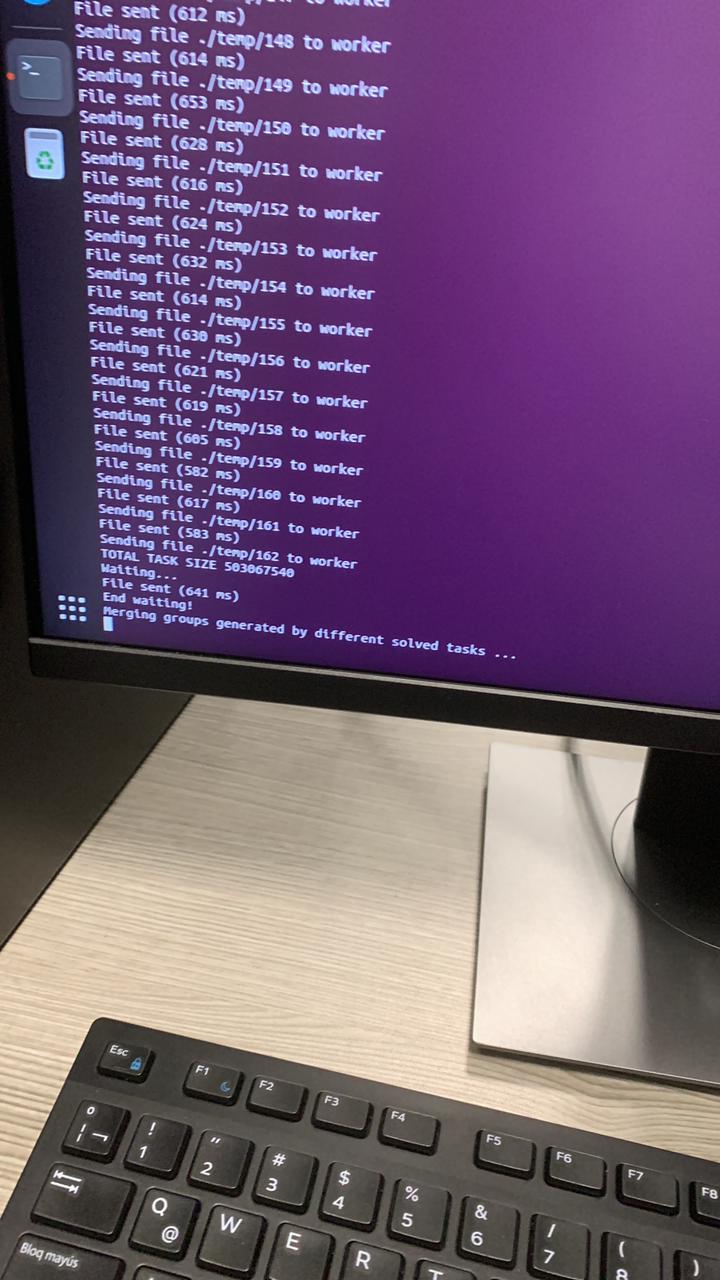 File sent (612 ms)
Sending file ./temp/148 to worker
File sent (614 ms)
Sending file ./temp/149 to worker
File sent (653 ms)
Sending file ./temp/150 to worker
File sent (628 ms)
Sending file ./temp/151 to worker
File sent (616 ms)
Sending file ./temp/152 to worker
File sent (624 ms)
Sending file ./temp/153 to worker
File sent (632 ms)
Sending file ./temp/154 to worker
File sent (614 ms)
Sending file ./temp/155 to worker
File sent (630 ms)
Sending file ./temp/156 to worker
File sent (621 ms)
Sending file ./temp/157 to worker
File sent (619 ms)
Sending file ./temp/158 to worker
File sent (605 ms)
Sending file ./temp/159 to worker
File sent (582 ms)
Sending file ./temp/160 to worker
File sent (617 ms)
Sending file ./temp/161 to worker
File sent (583 ms)
Sending file ./temp/162 to worker
TOTAL TASK SIZE 503067540
Waiting...
File sent (641 ms)
End waiting!
Merging groups generated by different solved tasks ...
Esc F1 F2 F3 F4 F5 F6 F7 F8
° ! " # $ % & / ( )
| ¬ 1 2 3 4 5 6 7 8
Q @ W E R T
Bloq mayús